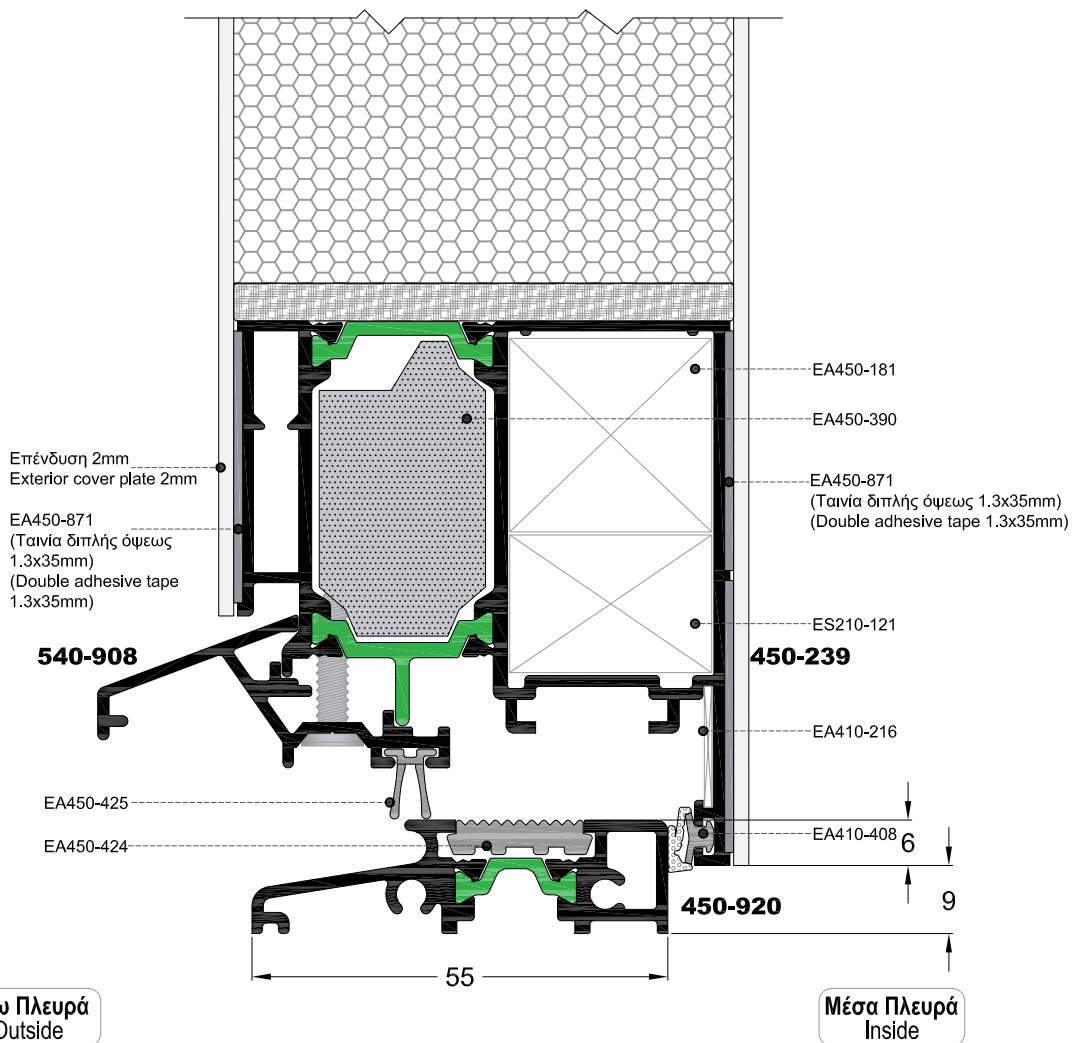 EA450-181
EA450-390
Επένδυση 2mm
Exterior cover plate 2mm
EA450-871
(Ταινία διπλής όψεως 1.3x35mm)
(Double adhesive tape 1.3x35mm)
EA450-871
(Ταινία διπλής όψεως
1.3x35mm)
(Double adhesive tape
1.3x35mm)
ES210-121
540-908
450-239
EA410-216
EA450-425
EA410-408
6
EA450-424
9
450-920
55
Πλευρά
Outside
Μέσα Πλευρά
Inside